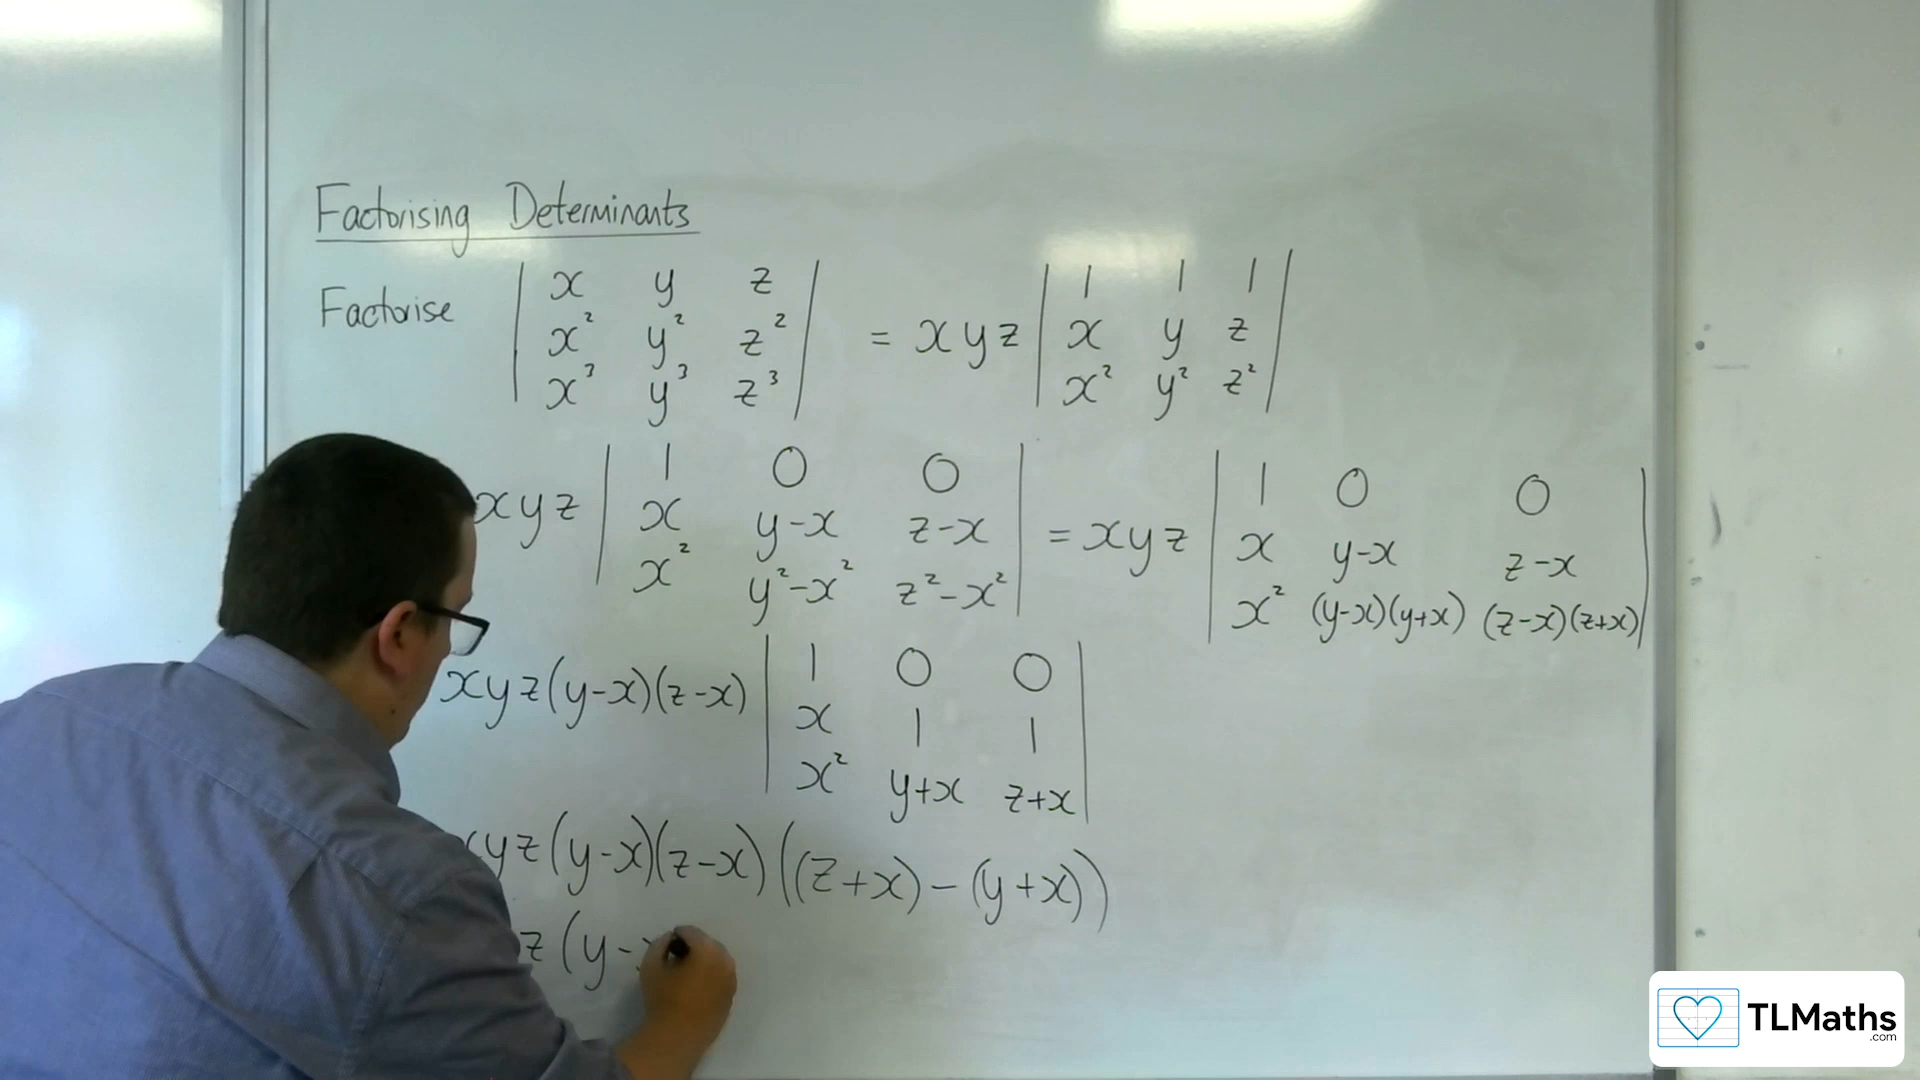 Factorising Determinants
Factorise | x y z | = xyz | 1 1 1 |
| x² y² z² | | x y z |
| x³ y³ z³ | | x² y² z² |
xyz | 1 0 0 | = xyz | 1 0 0 |
| x y-x z-x | | x y-x z-x |
| x² y²-x² z²-x² | | x² (y-x)(y+x) (z-x)(z+x) |
xyz(y-x)(z-x) | 1 0 0 |
| x 1 1 |
| x² y+x z+x |
xyz(y-x)(z-x)((z+x)-(y+x))
z(y-
TLMaths
.com